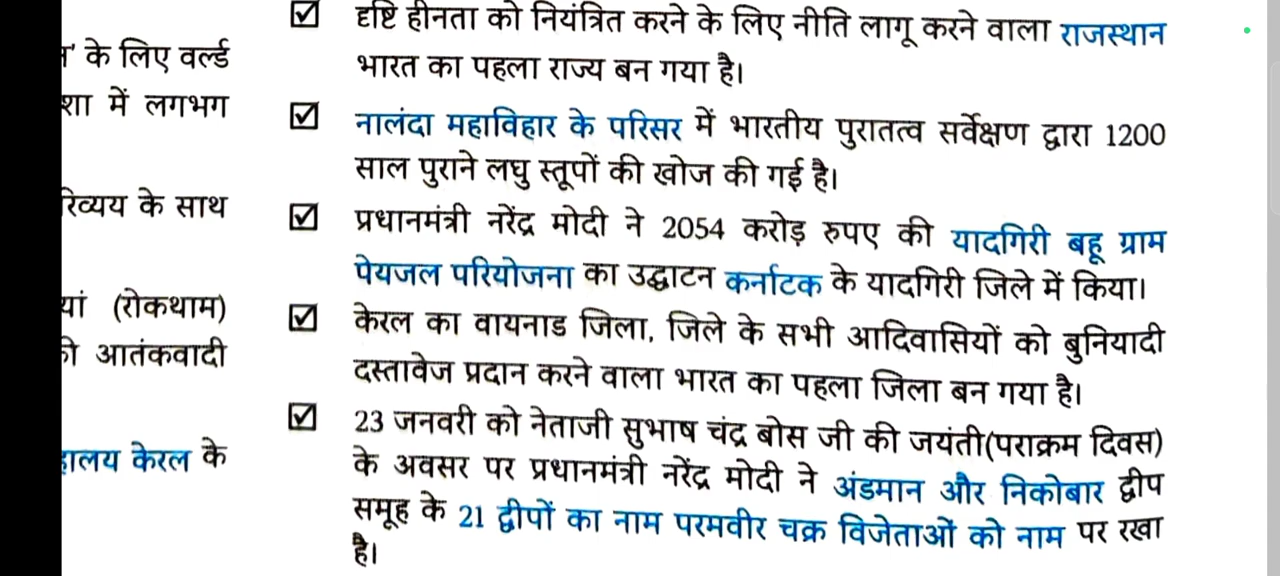 के लिए वर्ल्ड
शा में लगभग
रिव्यय के साथ
यां (रोकथाम)
आतंकवादी
केरल के
दृष्टि हीनता को नियंत्रित करने के लिए नीति लागू करने वाला राजस्थान
भारत का पहला राज्य बन गया है।
नालंदा महाविहार के परिसर में भारतीय पुरातत्व सर्वेक्षण द्वारा 1200
साल पुराने लघु स्तूपों की खोज की गई है।
प्रधानमंत्री नरेंद्र मोदी ने 2054 करोड़ रुपए की यादगिरी बहू ग्राम
पेयजल परियोजना का उद्घाटन कर्नाटक के यादगिरी जिले में किया।
केरल का वायनाड जिला, जिले के सभी आदिवासियों को बुनियादी
दस्तावेज प्रदान करने वाला भारत का पहला जिला बन गया है।
23 जनवरी को नेताजी सुभाष चंद्र बोस जी की जयंती(पराक्रम दिवस)
के अवसर पर प्रधानमंत्री नरेंद्र मोदी ने अंडमान और निकोबार द्वीप
समूह के 21 द्वीपों का नाम परमवीर चक्र विजेताओं को नाम पर रखा
है।